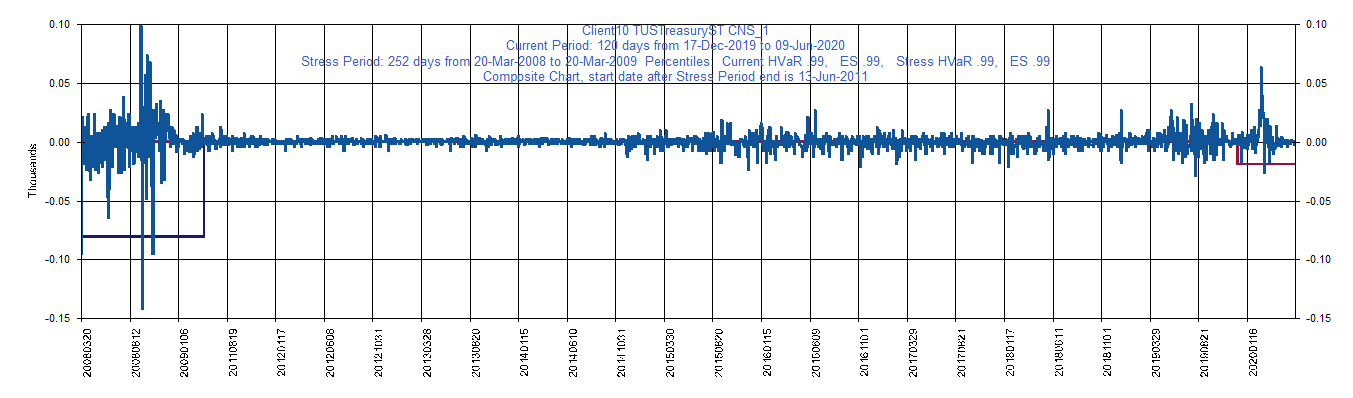 Client10 TUSTreasuryST CNS_1
Current Period: 120 days from 17-Dec-2019 to 09-Jun-2020
Stress Period: 252 days from 20-Mar-2008 to 20-Mar-2009 Percentiles: Current HVaR .99, ES .99, Stress HVaR .99, ES .99
Composite Chart, start date after Stress Period end is 13-Jun-2011
0.10 0.10
0.05 0.05
0.00 0.00
-0.05 -0.05
-0.10 -0.10
-0.15 -0.15
Thousands
20080320 20080812 20090106 20110819 20120117 20120608 20121031 20130328 20130820 20140115 20140610 20141031 20150330 20150820 20160115 20160609 20161101 20170329 20170821 20180117 20180611 20181101 20190329 20190821 20200116